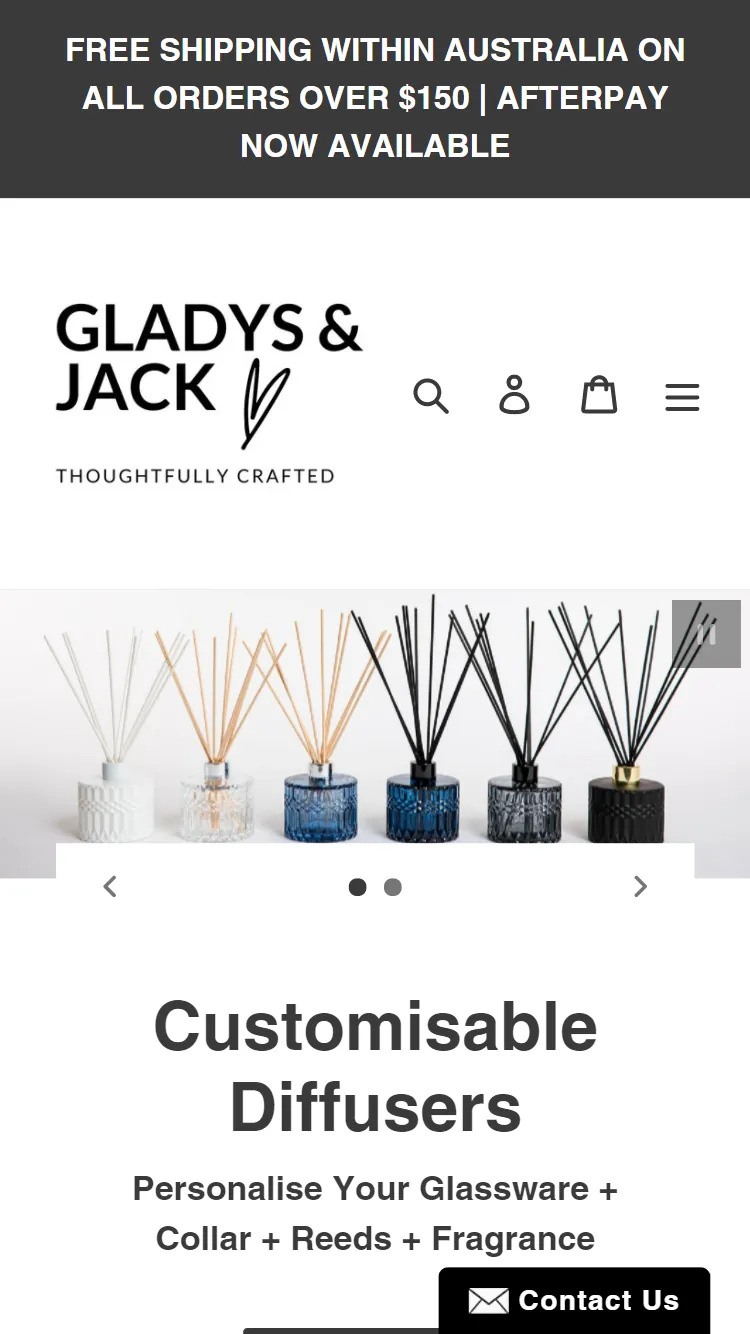 FREE SHIPPING WITHIN AUSTRALIA ON
ALL ORDERS OVER $150 | AFTERPAY
NOW AVAILABLE
GLADYS &
JACK
THOUGHTFULLY CRAFTED
Customisable
Diffusers
Personalise Your Glassware +
Collar + Reeds + Fragrance
Contact Us